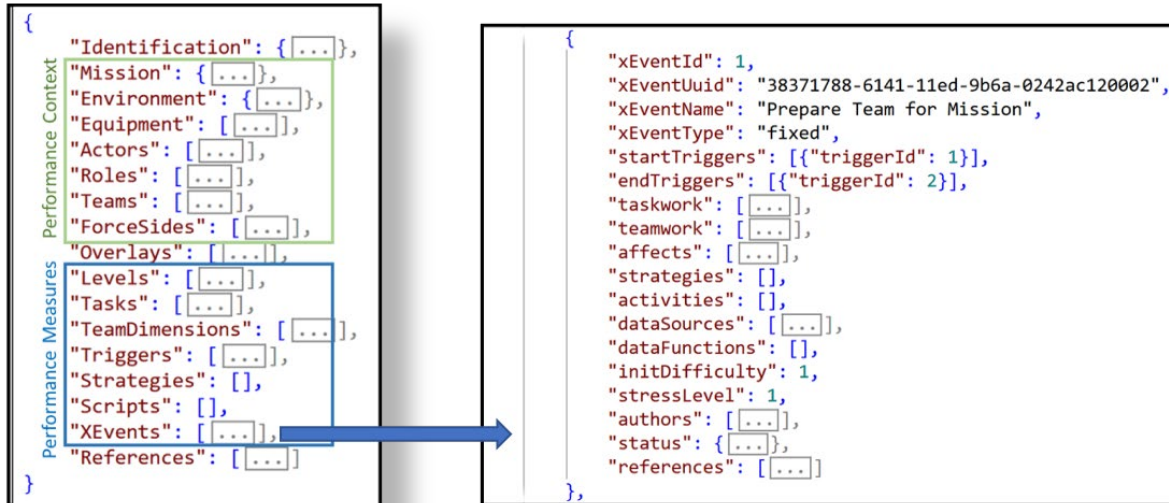 {
"Identification": {...},
"Mission": {...},
"Environment": {...},
"Equipment": [...],
"Actors": [...],
"Roles": [...],
"Teams": [...],
"ForceSides": [...],
"Overlays": [...],
"Levels": [...],
"Tasks": [...],
"TeamDimensions": [...],
"Triggers": [...],
"Strategies": [],
"Scripts": [],
"XEvents": [...],
"References": [...]
}
Performance Context
Performance Measures
{
"xEventId": 1,
"xEventUuid": "38371788-6141-11ed-9b6a-0242ac120002",
"xEventName": "Prepare Team for Mission",
"xEventType": "fixed",
"startTriggers": [{"triggerId": 1}],
"endTriggers": [{"triggerId": 2}],
"taskwork": [...],
"teamwork": [...],
"affects": [...],
"strategies": [],
"activities": [],
"dataSources": [...],
"dataFunctions": [],
"initDifficulty": 1,
"stressLevel": 1,
"authors": [...],
"status": {...},
"references": [...]
},